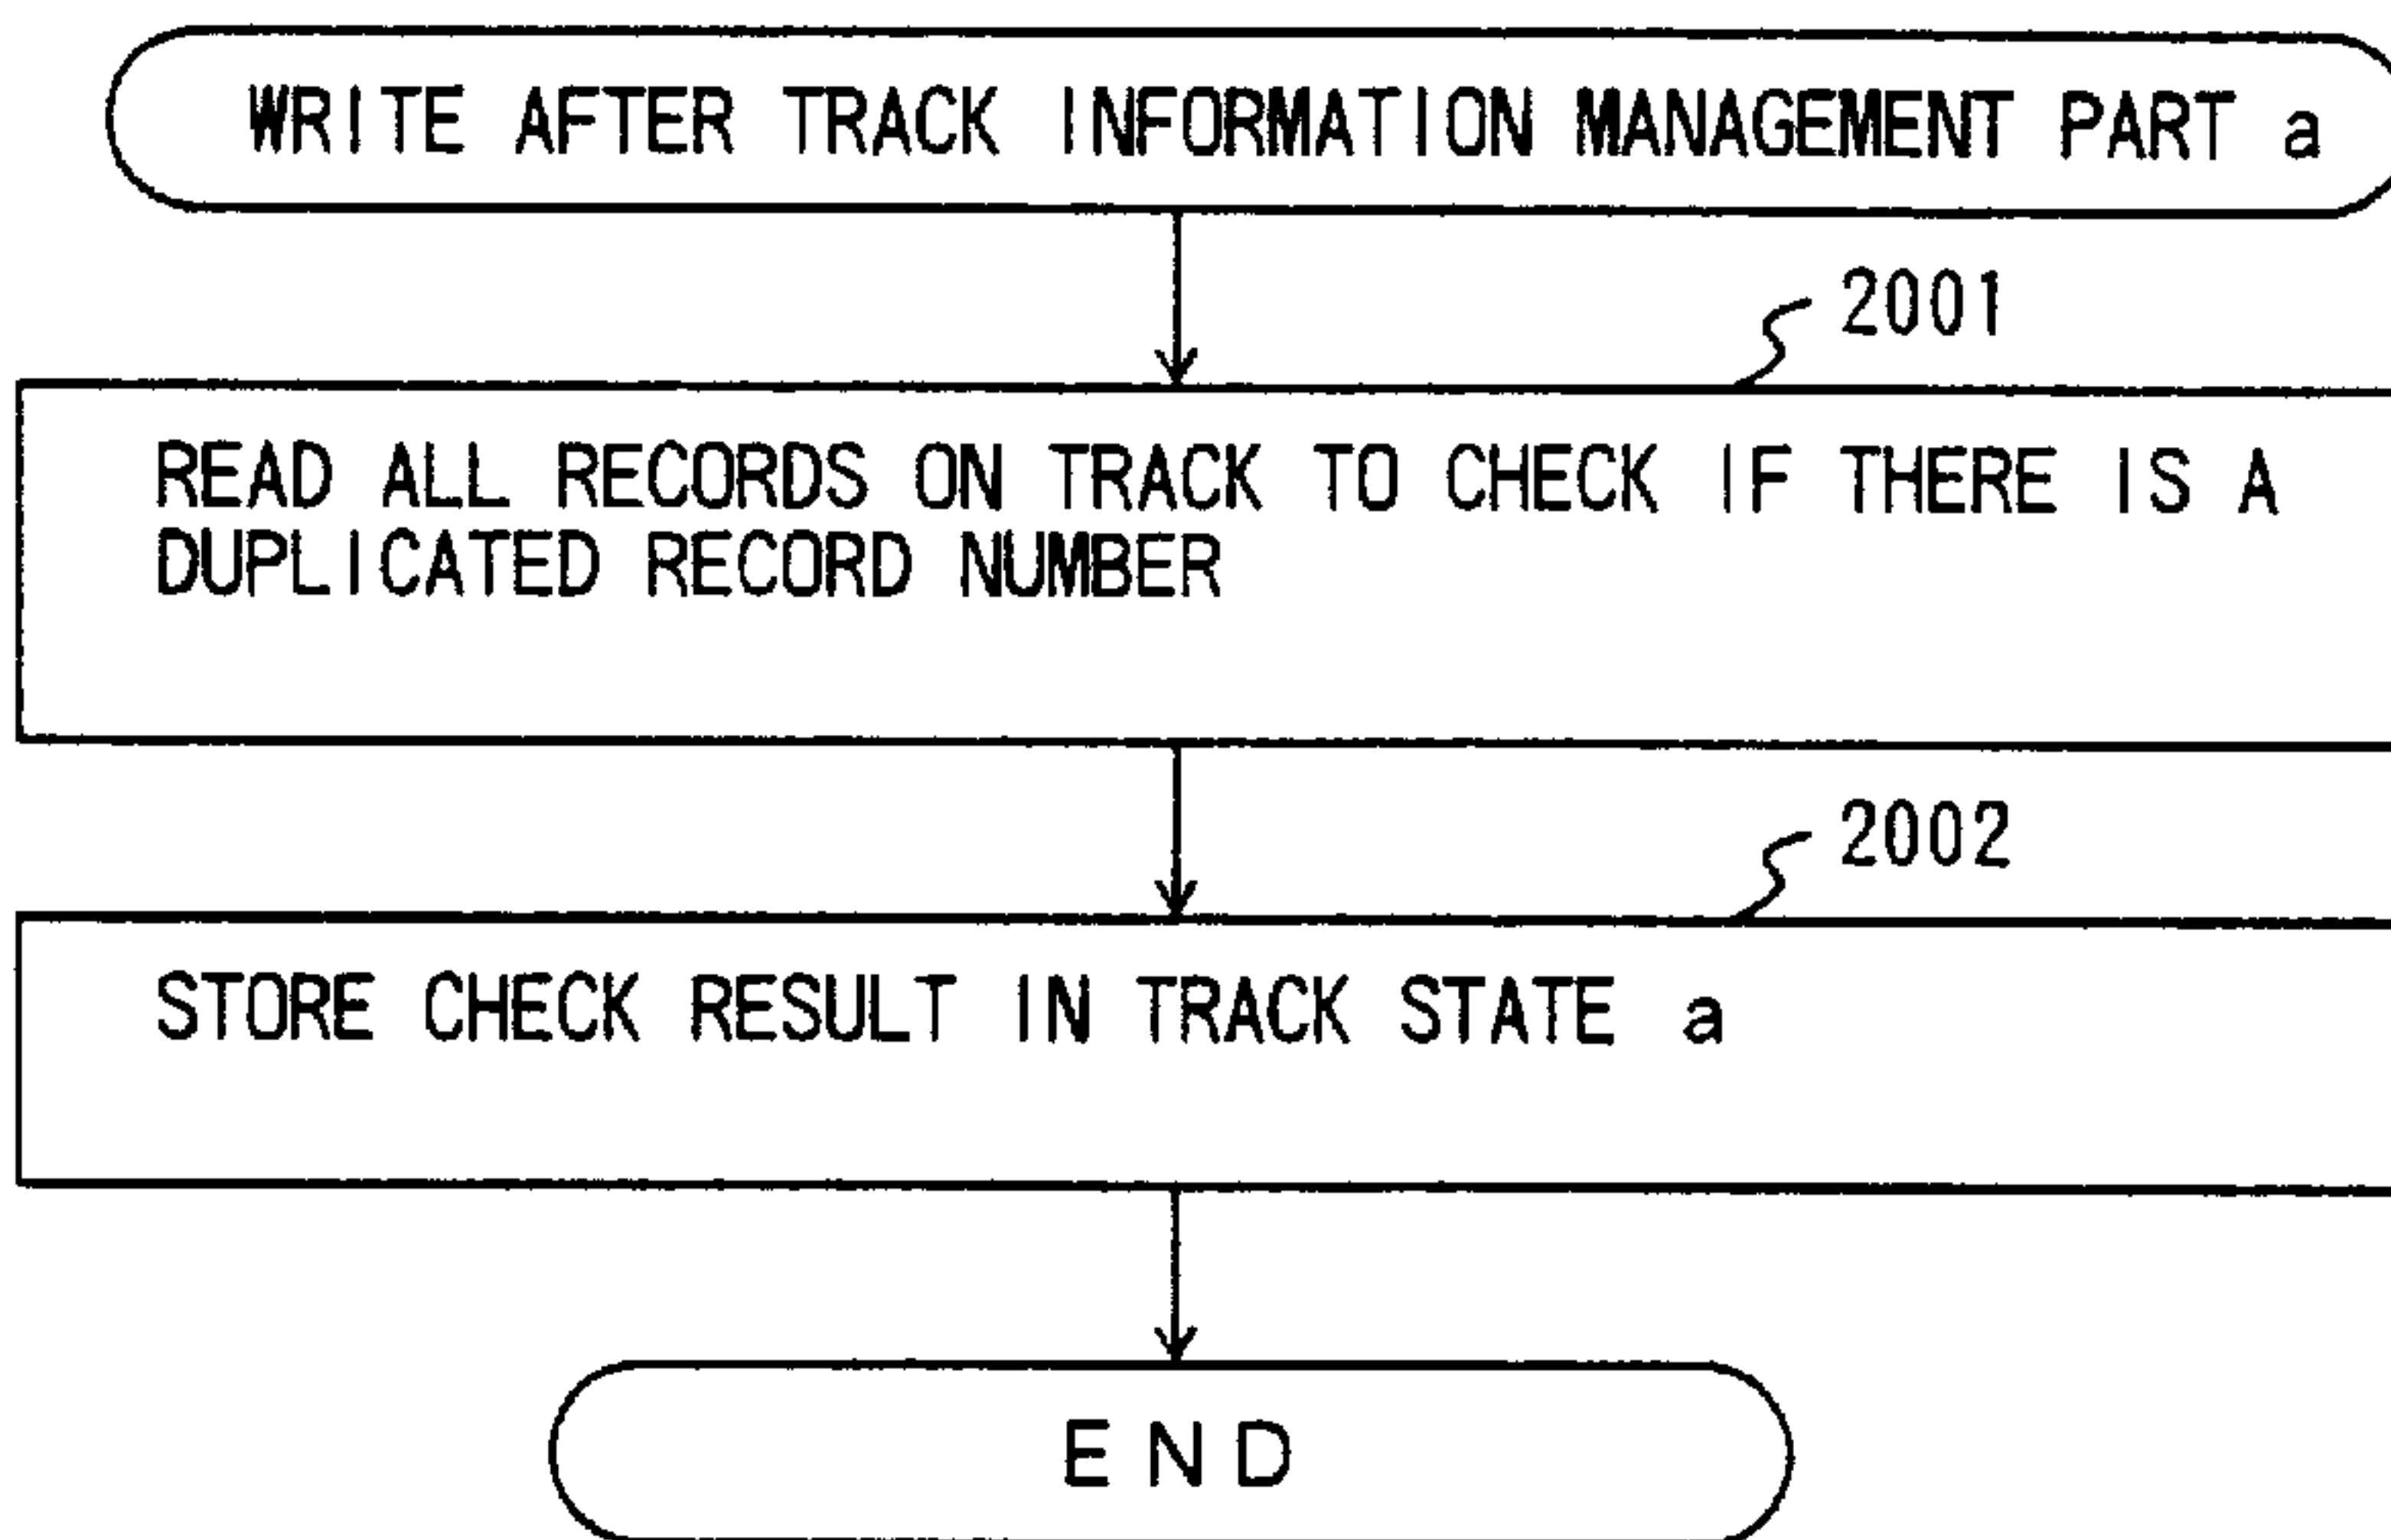 WRITE AFTER TRACK INFORMATION MANAGEMENT PART a
2001
READ ALL RECORDS ON TRACK TO CHECK IF THERE IS A
DUPLICATED RECORD NUMBER
2002
STORE CHECK RESULT IN TRACK STATE a
END